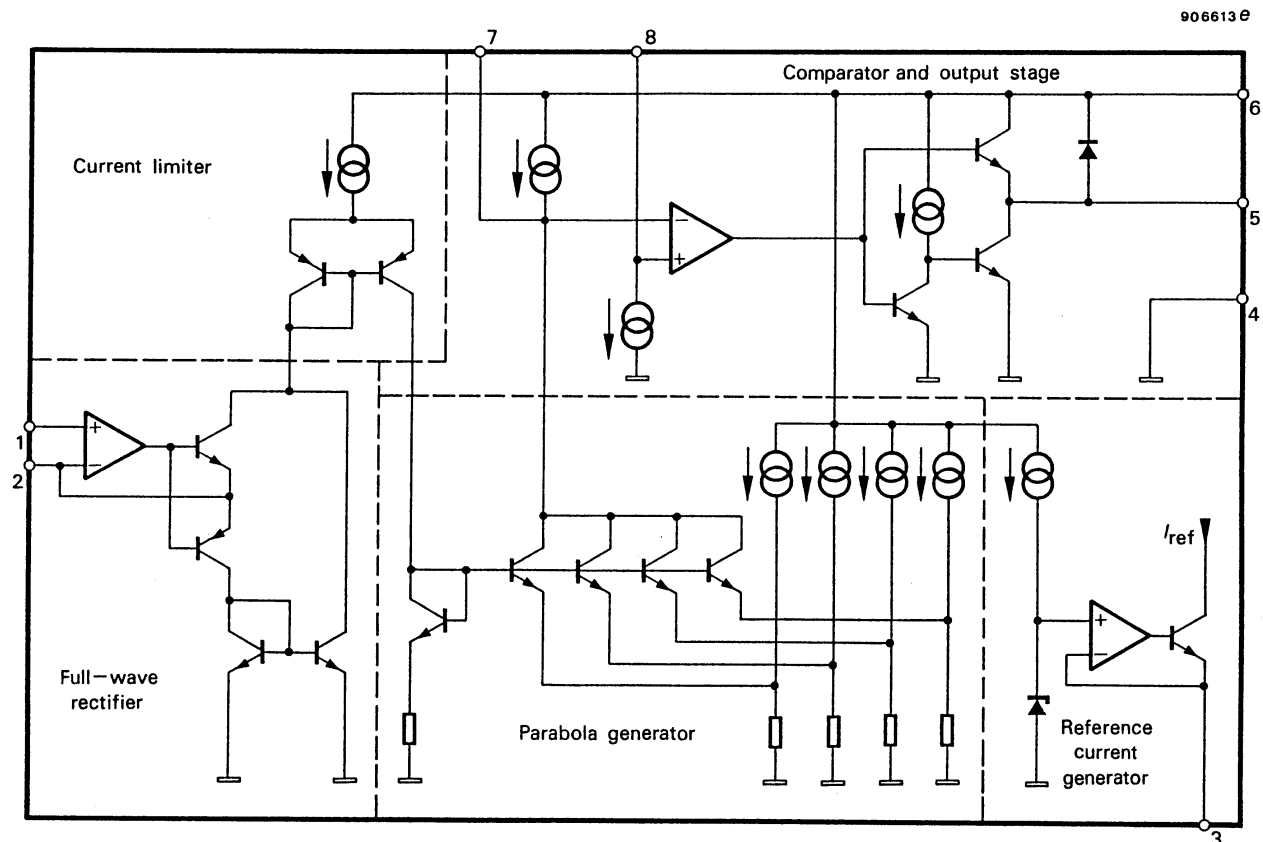 906613e
7
8
Comparator and output stage
6
Current limiter
5
4
1
+
−
2
−
+
I ref
+
−
Full−wave
rectifier
Parabola generator
Reference
current
generator
3